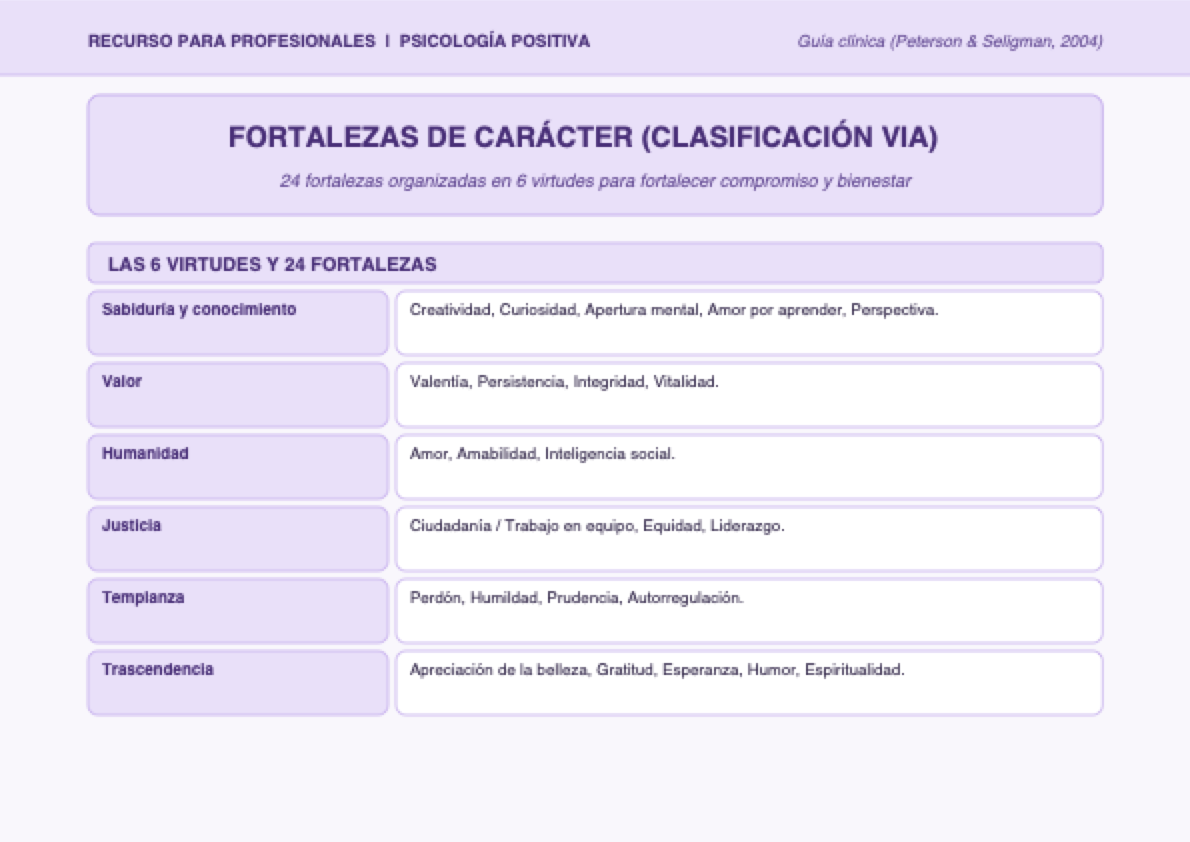 RECURSO PARA PROFESIONALES | PSICOLOGÍA POSITIVA
Guía clínica (Peterson & Seligman, 2004)
FORTALEZAS DE CARÁCTER (CLASIFICACIÓN VIA)
24 fortalezas organizadas en 6 virtudes para fortalecer compromiso y bienestar
LAS 6 VIRTUDES Y 24 FORTALEZAS
Sabiduría y conocimiento
Creatividad, Curiosidad, Apertura mental, Amor por aprender, Perspectiva.
Valor
Valentía, Persistencia, Integridad, Vitalidad.
Humanidad
Amor, Amabilidad, Inteligencia social.
Justicia
Ciudadanía / Trabajo en equipo, Equidad, Liderazgo.
Templanza
Perdón, Humildad, Prudencia, Autorregulación.
Trascendencia
Apreciación de la belleza, Gratitud, Esperanza, Humor, Espiritualidad.